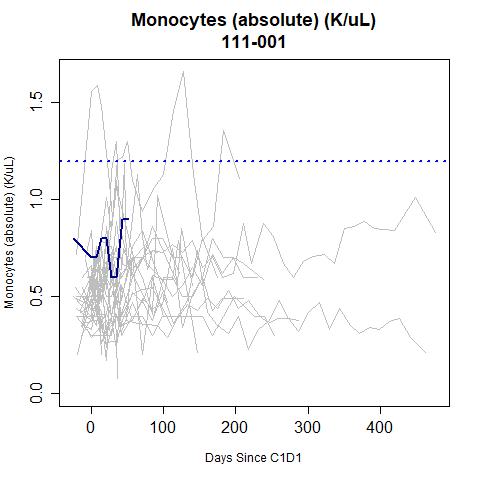 Monocytes (absolute) (K/uL)
111-001
Monocytes (absolute) (K/uL)
1.5
1.0
0.5
0.0
0 100 200 300 400
Days Since C1D1